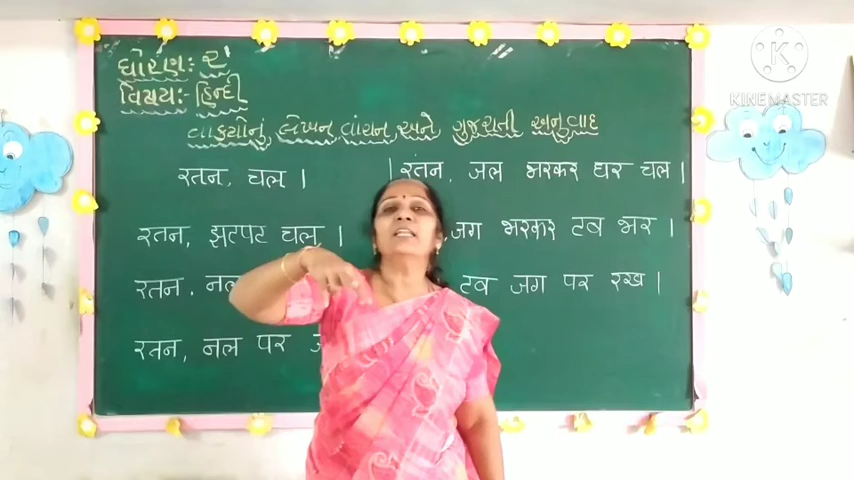 ધોરણ: ૨
વિષય:- હિન્દી
વાક્યોનું લેખન, વાંચન અને ગુજરાતી અનુવાદ
रतन, चल ।
रतन, झटपट चल ।
रतन, नल
रतन, नल पर
रतन, जल भरकर घर चल ।
जग भरकर टब भर ।
टब जग पर रख ।
KINEMASTER